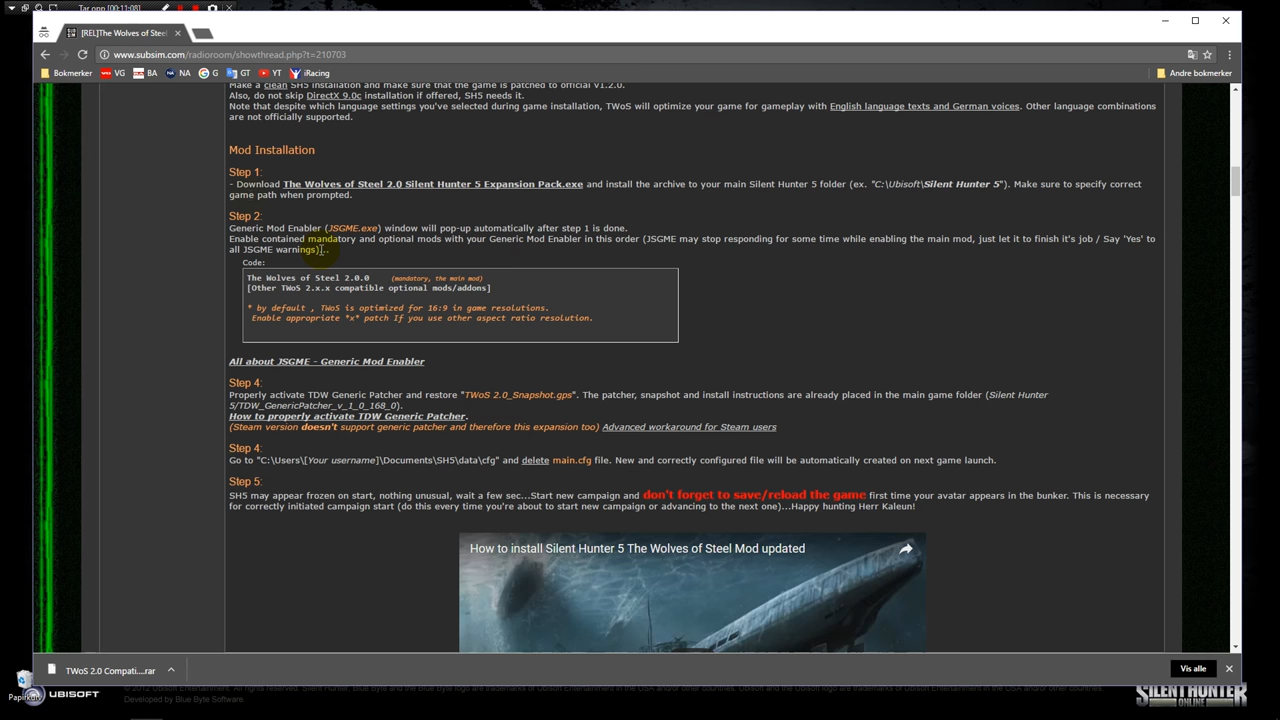 Tar opp [00:11:08]
[REL]The Wolves of Steel
www.subsim.com/radioroom/showthread.php?t=210703
Bokmerker VG BA NA G GT YT iRacing Andre bokmerker
Make a clean SH5 installation and make sure that the game is patched to official v1.2.0.
Also, do not skip DirectX 9.0c installation if offered, SH5 needs it.
Note that despite which language settings you've selected during game installation, TWoS will optimize your game for gameplay with English language texts and German voices. Other language combinations
are not officially supported.
Mod Installation
Step 1:
- Download The Wolves of Steel 2.0 Silent Hunter 5 Expansion Pack.exe and install the archive to your main Silent Hunter 5 folder (ex. "C:\Ubisoft\Silent Hunter 5"). Make sure to specify correct
game path when prompted.
Step 2:
Generic Mod Enabler (JSGME.exe) window will pop-up automatically after step 1 is done.
Enable contained mandatory and optional mods with your Generic Mod Enabler in this order (JSGME may stop responding for some time while enabling the main mod, just let it to finish it's job / Say 'Yes' to
all JSGME warnings)...
Code:
The Wolves of Steel 2.0.0 (mandatory, the main mod)
[Other TWoS 2.x.x compatible optional mods/addons]
* by default , TWoS is optimized for 16:9 in game resolutions.
Enable appropriate *x* patch If you use other aspect ratio resolution.
All about JSGME - Generic Mod Enabler
Step 4:
Properly activate TDW Generic Patcher and restore "TWoS 2.0_Snapshot.gps". The patcher, snapshot and install instructions are already placed in the main game folder (Silent Hunter
5/TDW_GenericPatcher_v_1_0_168_0).
How to properly activate TDW Generic Patcher.
(Steam version doesn't support generic patcher and therefore this expansion too) Advanced workaround for Steam users
Step 4:
Go to "C:\Users\[Your username]\Documents\SH5\data\cfg" and delete main.cfg file. New and correctly configured file will be automatically created on next game launch.
Step 5:
SH5 may appear frozen on start, nothing unusual, wait a few sec...Start new campaign and don't forget to save/reload the game first time your avatar appears in the bunker. This is necessary
for correctly initiated campaign start (do this every time you're about to start new campaign or advancing to the next one)...Happy hunting Herr Kaleun!
How to install Silent Hunter 5 The Wolves of Steel Mod updated
TWoS 2.0 Compati....rar
Vis alle
Papirkurv
UBISOFT
Developed by Blue Byte Software
SILENT HUNTER
ONLINE